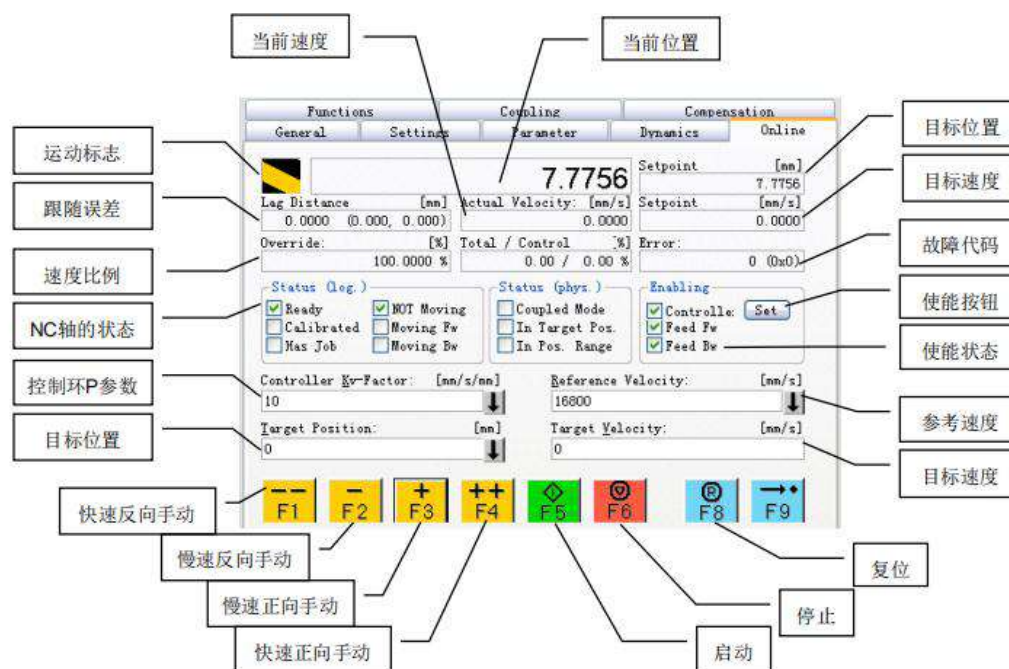 当前速度
当前位置
Functions
Coupling
Compensation
General
Settings
Parameter
Dynamics
Online
目标位置
运动标志
7.7756
Setpoint [mm]
7.7756
目标速度
跟随误差
Lag Distance [mm]
Actual Velocity: [mm/s]
Setpoint [mm/s]
0.0000 (0.000, 0.000)
0.0000
0.0000
故障代码
速度比例
Override: [%]
Total / Control [%]
Error:
100.0000 %
0.00 / 0.00 %
0 (0x0)
NC轴的状态
Status (log.)
Status (phys.)
Enabling
使能按钮
Ready
NOT Moving
Coupled Mode
Controlle:
Set
Calibrated
Moving Fw
In Target Pos.
Feed Fw
Has Job
Moving Bw
In Pos. Range
Feed Bw
使能状态
控制环P参数
Controller Kv-Factor: [mm/s/mm]
Reference Velocity: [mm/s]
10
16800
参考速度
目标位置
Target Position: [mm]
Target Velocity: [mm/s]
0
0
目标速度
-- F1
- F2
+ F3
++ F4
F5
F6
R F8
F9
快速反向手动
慢速反向手动
慢速正向手动
快速正向手动
启动
停止
复位